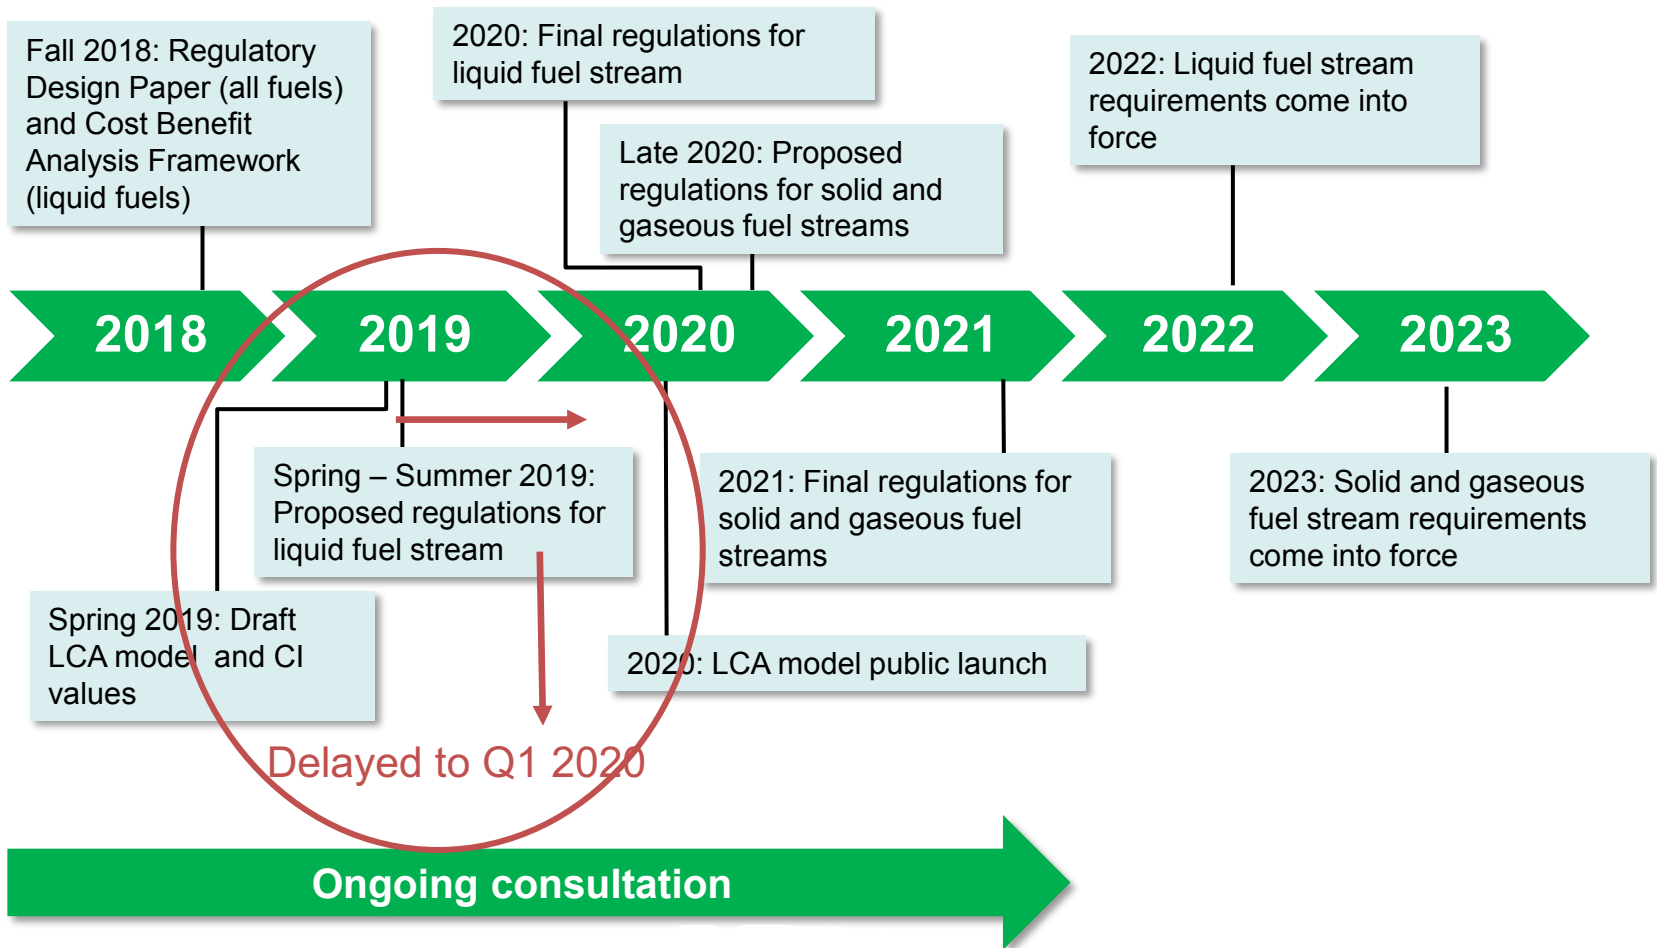 Fall 2018: Regulatory
Design Paper (all fuels)
and Cost Benefit
Analysis Framework
(liquid fuels)
2020: Final regulations for
liquid fuel stream
Late 2020: Proposed
regulations for solid and
gaseous fuel streams
2022: Liquid fuel stream
requirements come into
force
2018
2019
2020
2021
2022
2023
Spring – Summer 2019:
Proposed regulations for
liquid fuel stream
Spring 2019: Draft
LCA model  and CI
values
2021: Final regulations for
solid and gaseous fuel
streams
2020: LCA model public launch
2023: Solid and gaseous
fuel stream requirements
come into force
Delayed to Q1 2020
Ongoing consultation